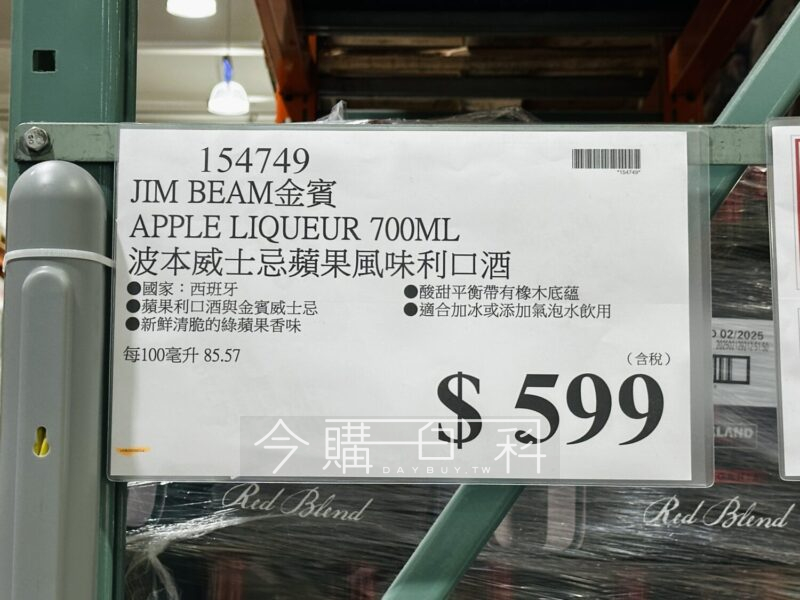 154749
*154749*
JIM BEAM金賓
APPLE LIQUEUR 700ML
波本威士忌蘋果風味利口酒
●國家：西班牙
●蘋果利口酒與金賓威士忌
●新鮮清脆的綠蘋果香味
●酸甜平衡帶有橡木底蘊
●適合加冰或添加氣泡水飲用
每100毫升 85.57
（含稅）
$ 599
今購百科
DAYBUY.TW
02/2025
KLAND
Red Blend
Red Blend